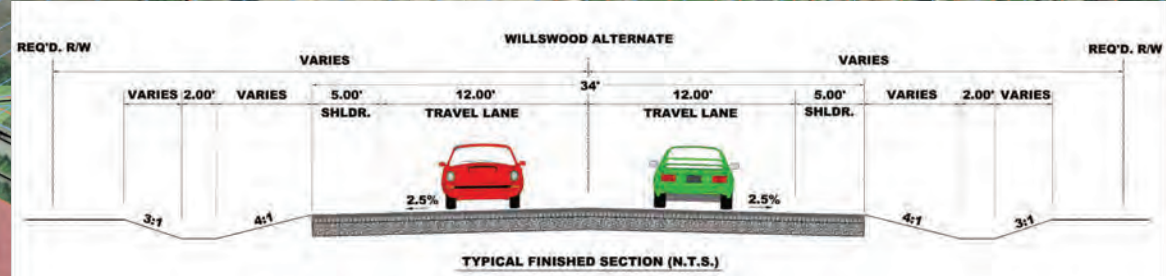 WILLSWOOD ALTERNATE
REQ'D. R/W
REQ'D. R/W
VARIES
VARIES
34'
VARIES 2.00' VARIES 5.00' 12.00' 12.00' 5.00' VARIES 2.00' VARIES
SHLDR. TRAVEL LANE TRAVEL LANE SHLDR.
2.5% 2.5%
3:1 4:1 4:1 3:1
TYPICAL FINISHED SECTION (N.T.S.)